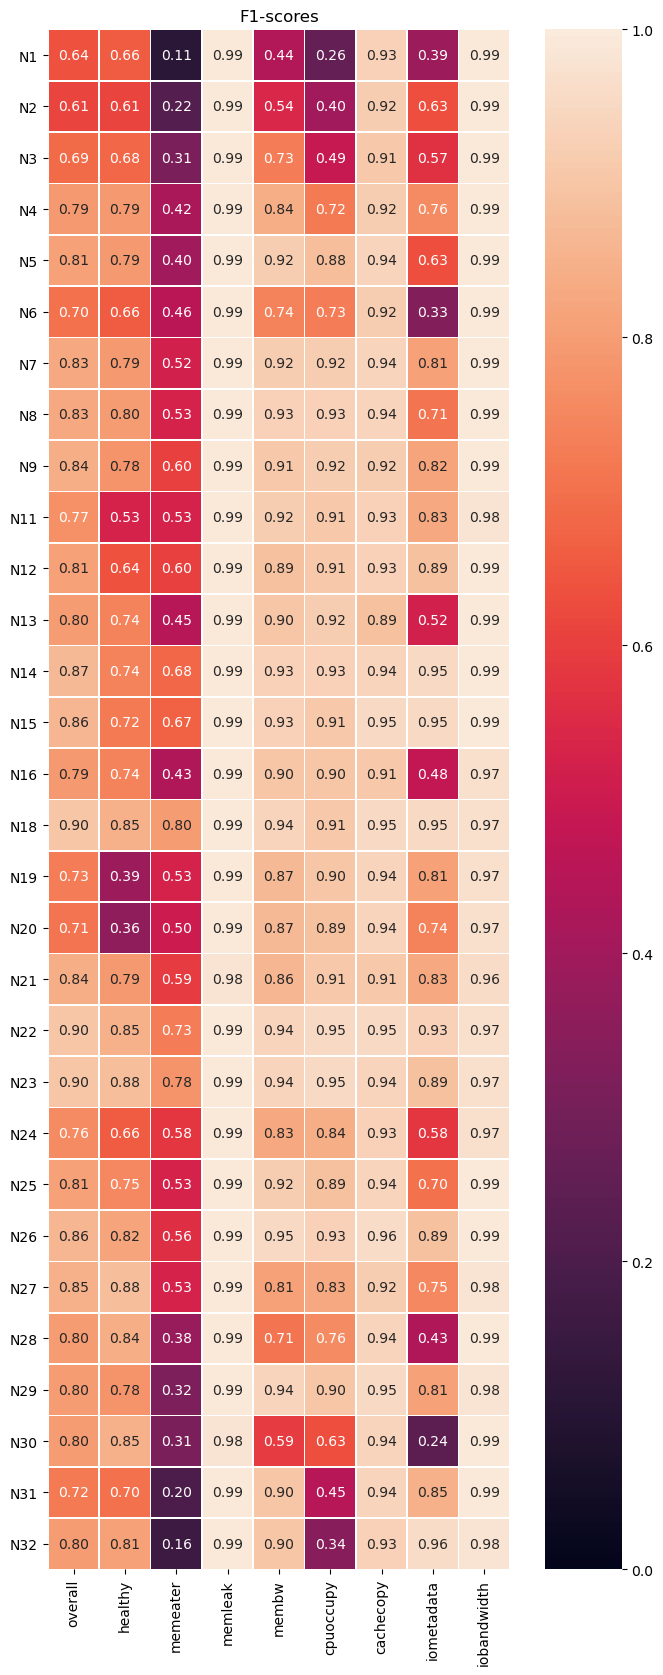 F1-scores
N1 0.64 0.66 0.11 0.99 0.44 0.26 0.93 0.39 0.99
N2 0.61 0.61 0.22 0.99 0.54 0.40 0.92 0.63 0.99
N3 0.69 0.68 0.31 0.99 0.73 0.49 0.91 0.57 0.99
N4 0.79 0.79 0.42 0.99 0.84 0.72 0.92 0.76 0.99
N5 0.81 0.79 0.40 0.99 0.92 0.88 0.94 0.63 0.99
N6 0.70 0.66 0.46 0.99 0.74 0.73 0.92 0.33 0.99
N7 0.83 0.79 0.52 0.99 0.92 0.92 0.94 0.81 0.99
N8 0.83 0.80 0.53 0.99 0.93 0.93 0.94 0.71 0.99
N9 0.84 0.78 0.60 0.99 0.91 0.92 0.92 0.82 0.99
N11 0.77 0.53 0.53 0.99 0.92 0.91 0.93 0.83 0.98
N12 0.81 0.64 0.60 0.99 0.89 0.91 0.93 0.89 0.99
N13 0.80 0.74 0.45 0.99 0.90 0.92 0.89 0.52 0.99
N14 0.87 0.74 0.68 0.99 0.93 0.93 0.94 0.95 0.99
N15 0.86 0.72 0.67 0.99 0.93 0.91 0.95 0.95 0.99
N16 0.79 0.74 0.43 0.99 0.90 0.90 0.91 0.48 0.97
N18 0.90 0.85 0.80 0.99 0.94 0.91 0.95 0.95 0.97
N19 0.73 0.39 0.53 0.99 0.87 0.90 0.94 0.81 0.97
N20 0.71 0.36 0.50 0.99 0.87 0.89 0.94 0.74 0.97
N21 0.84 0.79 0.59 0.98 0.86 0.91 0.91 0.83 0.96
N22 0.90 0.85 0.73 0.99 0.94 0.95 0.95 0.93 0.97
N23 0.90 0.88 0.78 0.99 0.94 0.95 0.94 0.89 0.97
N24 0.76 0.66 0.58 0.99 0.83 0.84 0.93 0.58 0.97
N25 0.81 0.75 0.53 0.99 0.92 0.89 0.94 0.70 0.99
N26 0.86 0.82 0.56 0.99 0.95 0.93 0.96 0.89 0.99
N27 0.85 0.88 0.53 0.99 0.81 0.83 0.92 0.75 0.98
N28 0.80 0.84 0.38 0.99 0.71 0.76 0.94 0.43 0.99
N29 0.80 0.78 0.32 0.99 0.94 0.90 0.95 0.81 0.98
N30 0.80 0.85 0.31 0.98 0.59 0.63 0.94 0.24 0.99
N31 0.72 0.70 0.20 0.99 0.90 0.45 0.94 0.85 0.99
N32 0.80 0.81 0.16 0.99 0.90 0.34 0.93 0.96 0.98
overall healthy memeater memleak membw cpuoccupy cachecopy iometadata iobandwidth
1.0
0.8
0.6
0.4
0.2
0.0